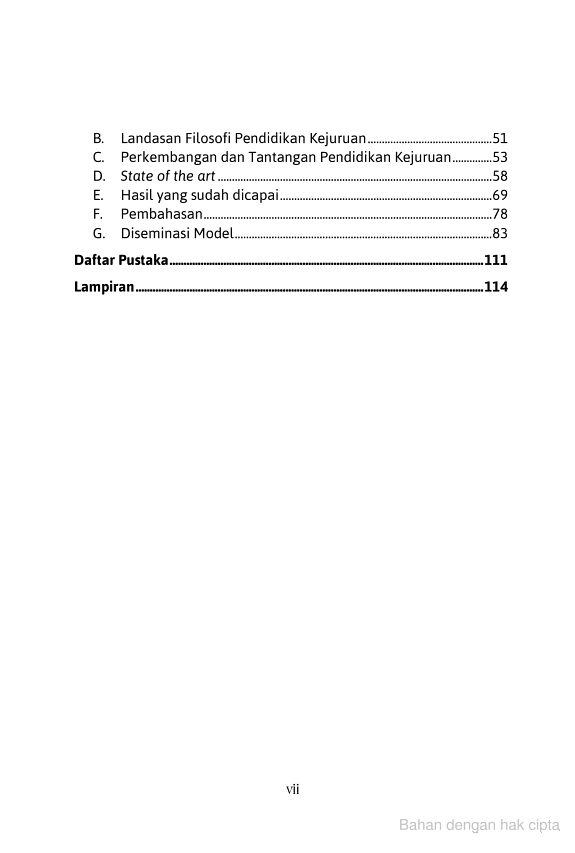 B. Landasan Filosofi Pendidikan Kejuruan............................................51
C. Perkembangan dan Tantangan Pendidikan Kejuruan..............53
D. State of the art................................................................................................58
E. Hasil yang sudah dicapai..........................................................................69
F. Pembahasan.....................................................................................................78
G. Diseminasi Model..........................................................................................83
Daftar Pustaka..............................................................................................................111
Lampiran..........................................................................................................................114
vii
Bahan dengan hak cipta